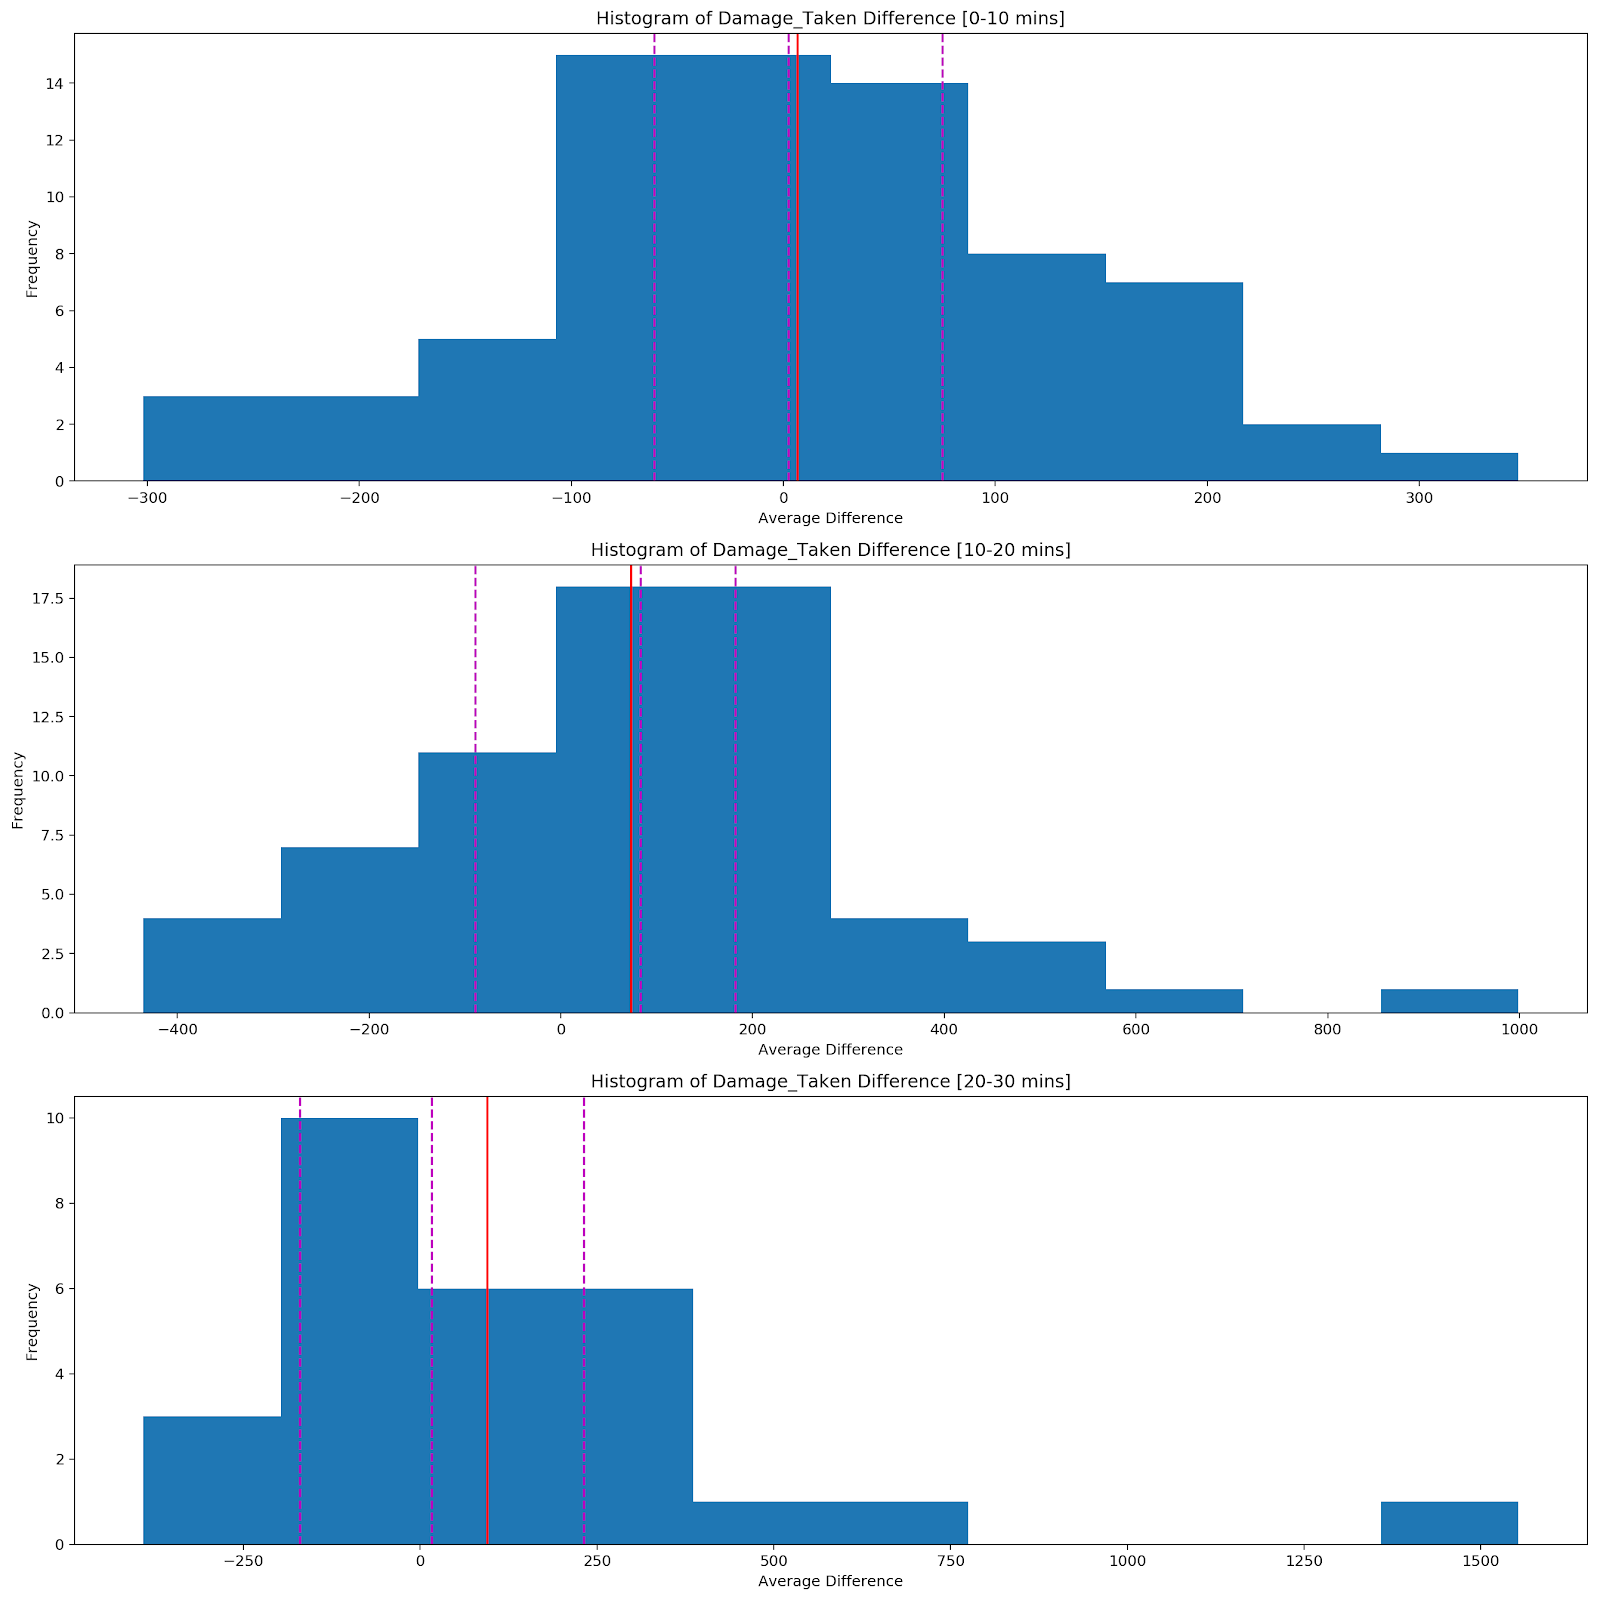 Histogram of Damage_Taken Difference [0-10 mins]
14
12
10
8
6
4
2
0
Frequency
−300 −200 −100 0 100 200 300
Average Difference
Histogram of Damage_Taken Difference [10-20 mins]
17.5
15.0
12.5
10.0
7.5
5.0
2.5
0.0
Frequency
−400 −200 0 200 400 600 800 1000
Average Difference
Histogram of Damage_Taken Difference [20-30 mins]
10
8
6
4
2
0
Frequency
−250 0 250 500 750 1000 1250 1500
Average Difference